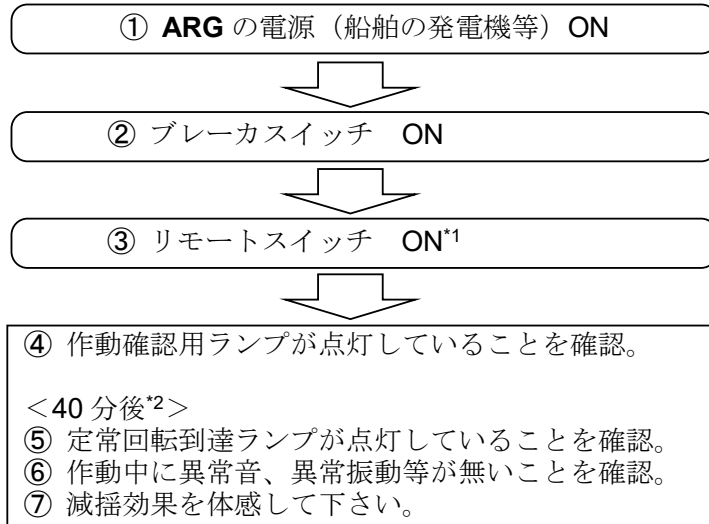 ① ARG の電源（船舶の発電機等）ON
② ブレーカスイッチ　ON
③ リモートスイッチ　ON*1
④ 作動確認用ランプが点灯していることを確認。
＜40 分後*2＞
⑤ 定常回転到達ランプが点灯していることを確認。
⑥ 作動中に異常音、異常振動等が無いことを確認。
⑦ 減揺効果を体感して下さい。